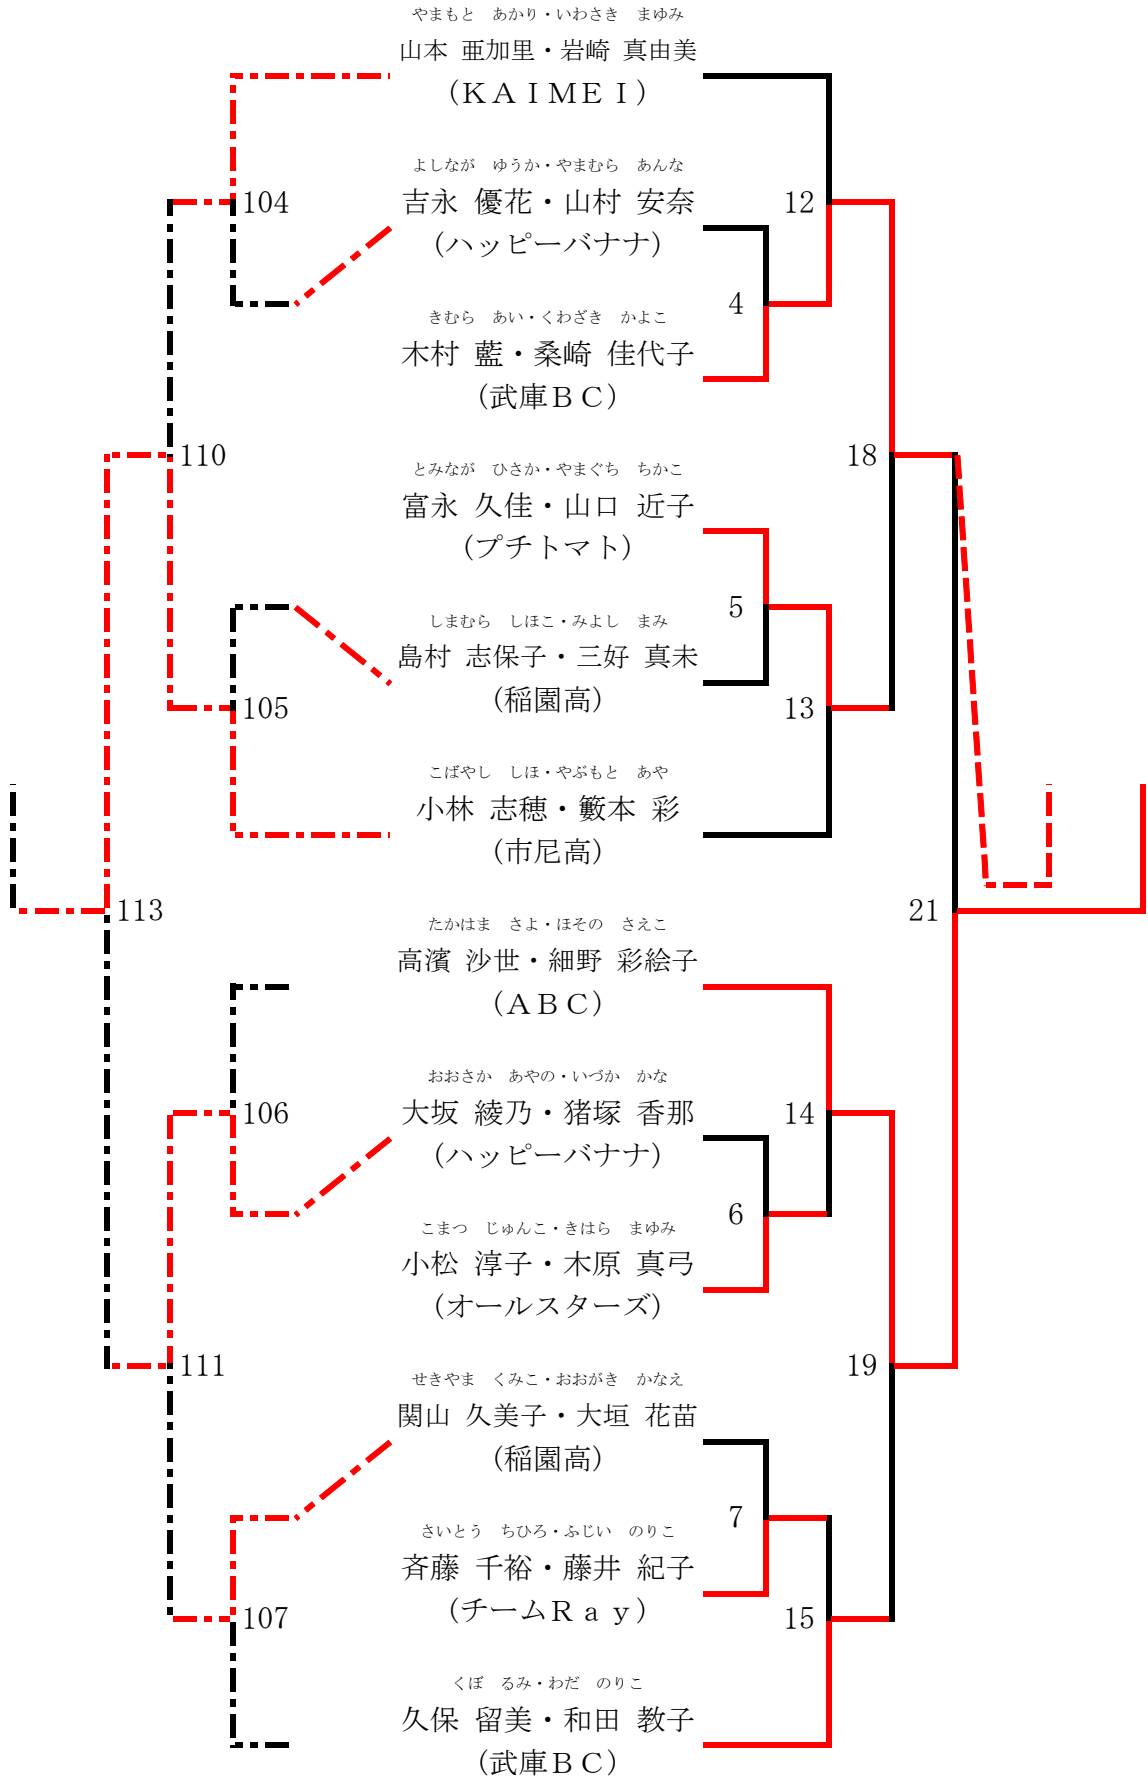 やまもと　あかり・いわさき　まゆみ
山本 亜加里・岩崎 真由美
（ＫＡＩＭＥＩ）
よしなが　ゆうか・やまむら　あんな
104
吉永 優花・山村 安奈
12
（ハッピーバナナ）
4
きむら　あい・くわざき　かよこ
木村 藍・桑崎 佳代子
（武庫ＢＣ）
110
18
とみなが　ひさか・やまぐち　ちかこ
富永 久佳・山口 近子
（プチトマト）
5
しまむら　しほこ・みよし　まみ
島村 志保子・三好 真未
（稲園高）
105
13
こばやし　しほ・やぶもと　あや
小林 志穂・籔本 彩
（市尼高）
113
21
たかはま　さよ・ほその　さえこ
高濱 沙世・細野 彩絵子
（ＡＢＣ）
おおさか　あやの・いづか　かな
106
大坂 綾乃・猪塚 香那
14
（ハッピーバナナ）
6
こまつ　じゅんこ・きはら　まゆみ
小松 淳子・木原 真弓
（オールスターズ）
111
19
せきやま　くみこ・おおがき　かなえ
関山 久美子・大垣 花苗
（稲園高）
7
さいとう　ちひろ・ふじい　のりこ
斉藤 千裕・藤井 紀子
（チームＲａｙ）
107
15
くぼ　るみ・わだ　のりこ
久保 留美・和田 教子
（武庫ＢＣ）